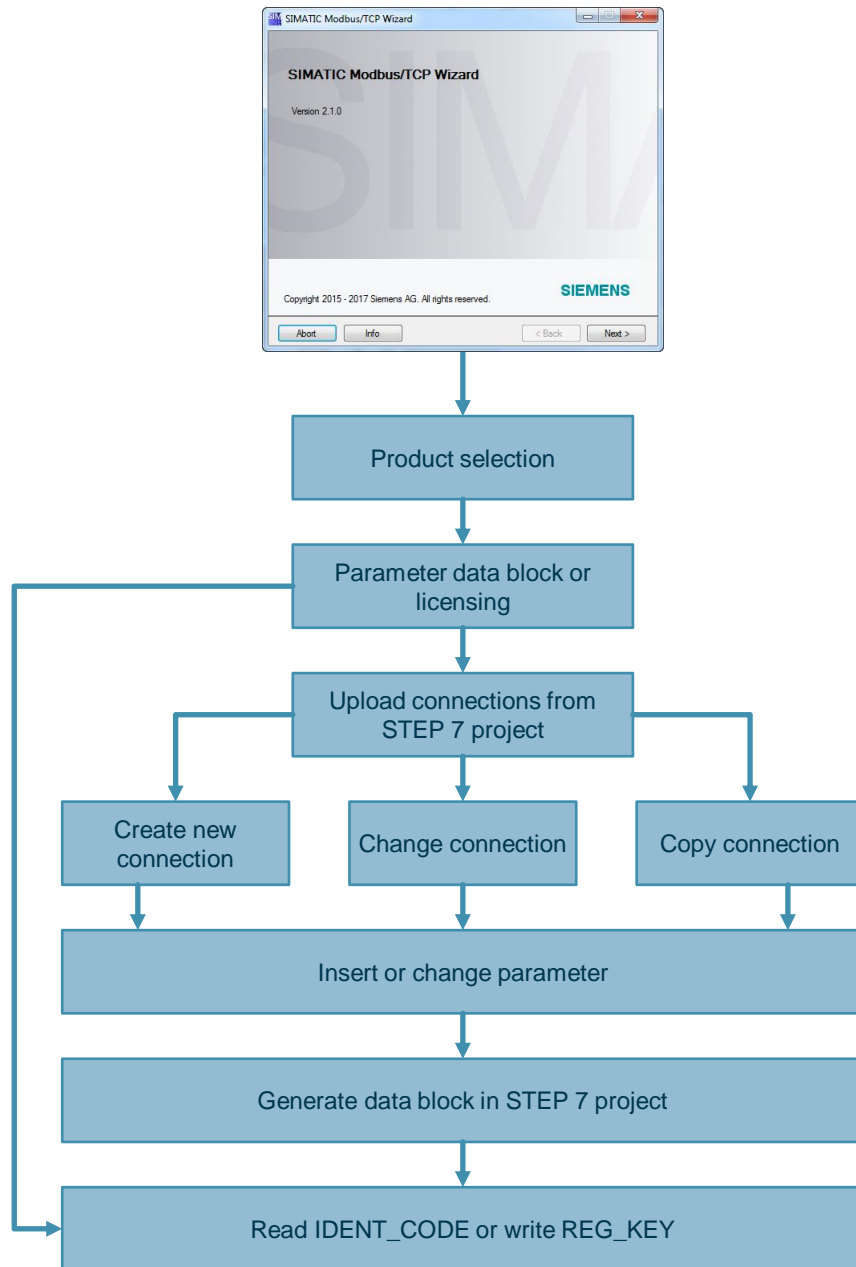 SIMATIC Modbus/TCP Wizard
SIMATIC Modbus/TCP Wizard
Version 2.1.0
SIMA
Copyright 2015 - 2017 Siemens AG. All rights reserved.
SIEMENS
Abort
Info
< Back
Next >
Product selection
Parameter data block or
licensing
Upload connections from
STEP 7 project
Create new
connection
Change connection
Copy connection
Insert or change parameter
Generate data block in STEP 7 project
Read IDENT_CODE or write REG_KEY